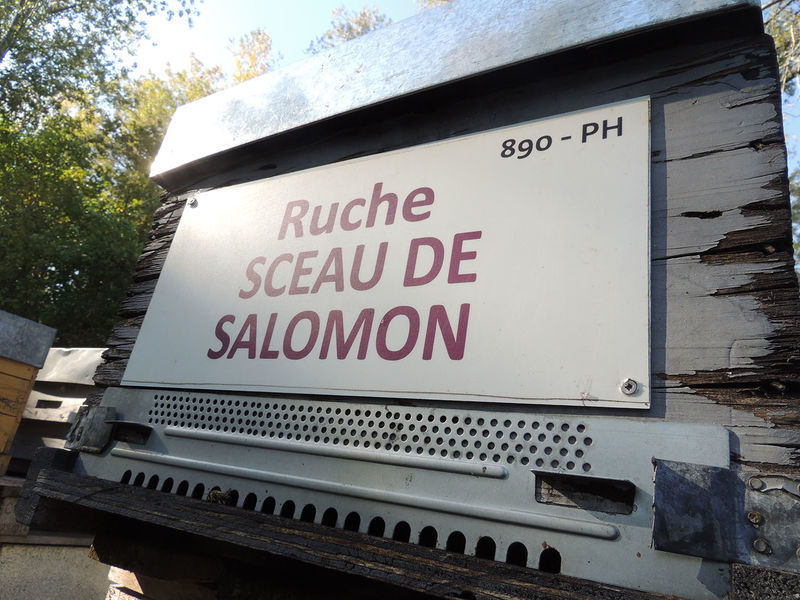 890 - PH
Ruche
SCEAU DE
SALOMON